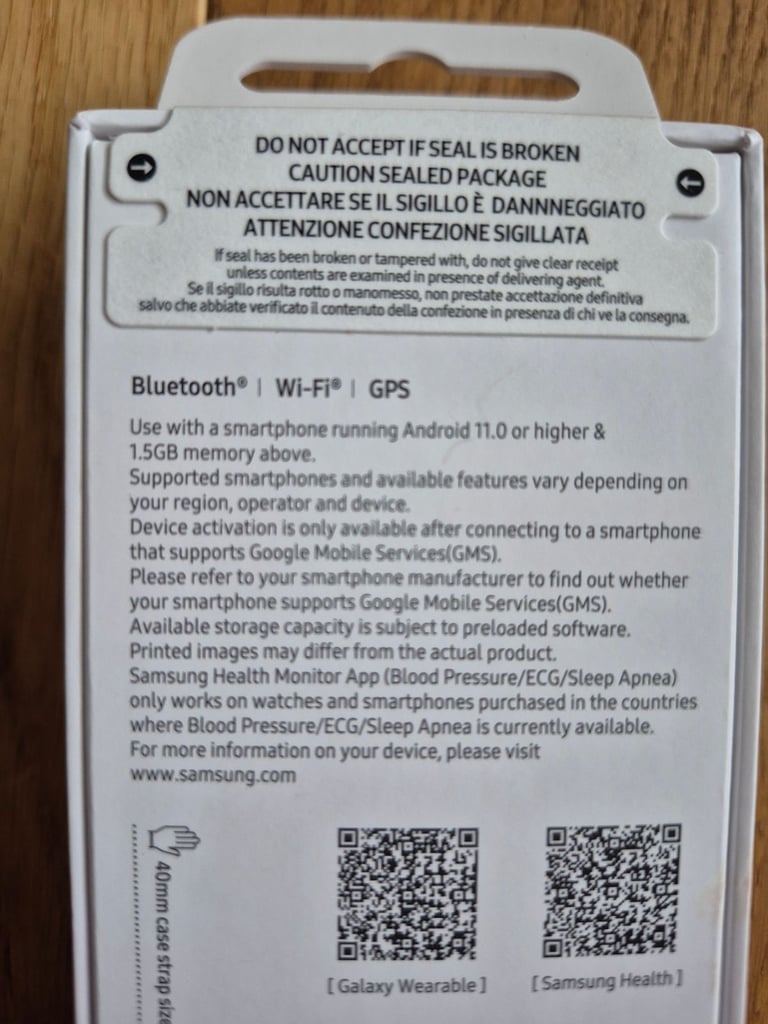 DO NOT ACCEPT IF SEAL IS BROKEN
CAUTION SEALED PACKAGE
NON ACCETTARE SE IL SIGILLO È DANNNEGGIATO
ATTENZIONE CONFEZIONE SIGILLATA
If seal has been broken or tampered with, do not give clear receipt
unless contents are examined in presence of delivering agent.
Se il sigillo risulta rotto o manomesso, non prestate accettazione definitiva
salvo che abbiate verificato il contenuto della confezione in presenza di chi ve la consegna.
Bluetooth® | Wi-Fi® | GPS
Use with a smartphone running Android 11.0 or higher &
1.5GB memory above.
Supported smartphones and available features vary depending on
your region, operator and device.
Device activation is only available after connecting to a smartphone
that supports Google Mobile Services(GMS).
Please refer to your smartphone manufacturer to find out whether
your smartphone supports Google Mobile Services(GMS).
Available storage capacity is subject to preloaded software.
Printed images may differ from the actual product.
Samsung Health Monitor App (Blood Pressure/ECG/Sleep Apnea)
only works on watches and smartphones purchased in the countries
where Blood Pressure/ECG/Sleep Apnea is currently available.
For more information on your device, please visit
www.samsung.com
40mm case strap size
[ Galaxy Wearable ]
[ Samsung Health ]